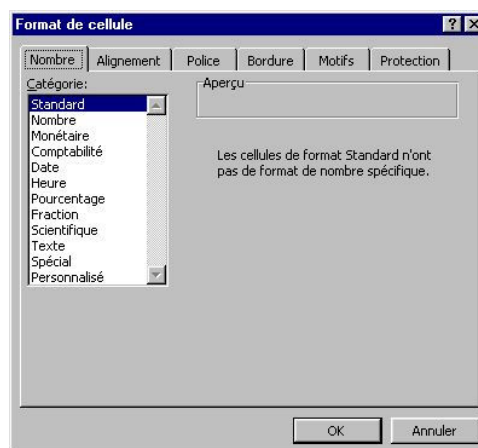 Format de cellule
Nombre Alignement Police Bordure Motifs Protection
Catégorie:
Standard
Nombre
Monétaire
Comptabilité
Date
Heure
Pourcentage
Fraction
Scientifique
Texte
Spécial
Personnalisé
Aperçu
Les cellules de format Standard n'ont
pas de format de nombre spécifique.
OK Annuler